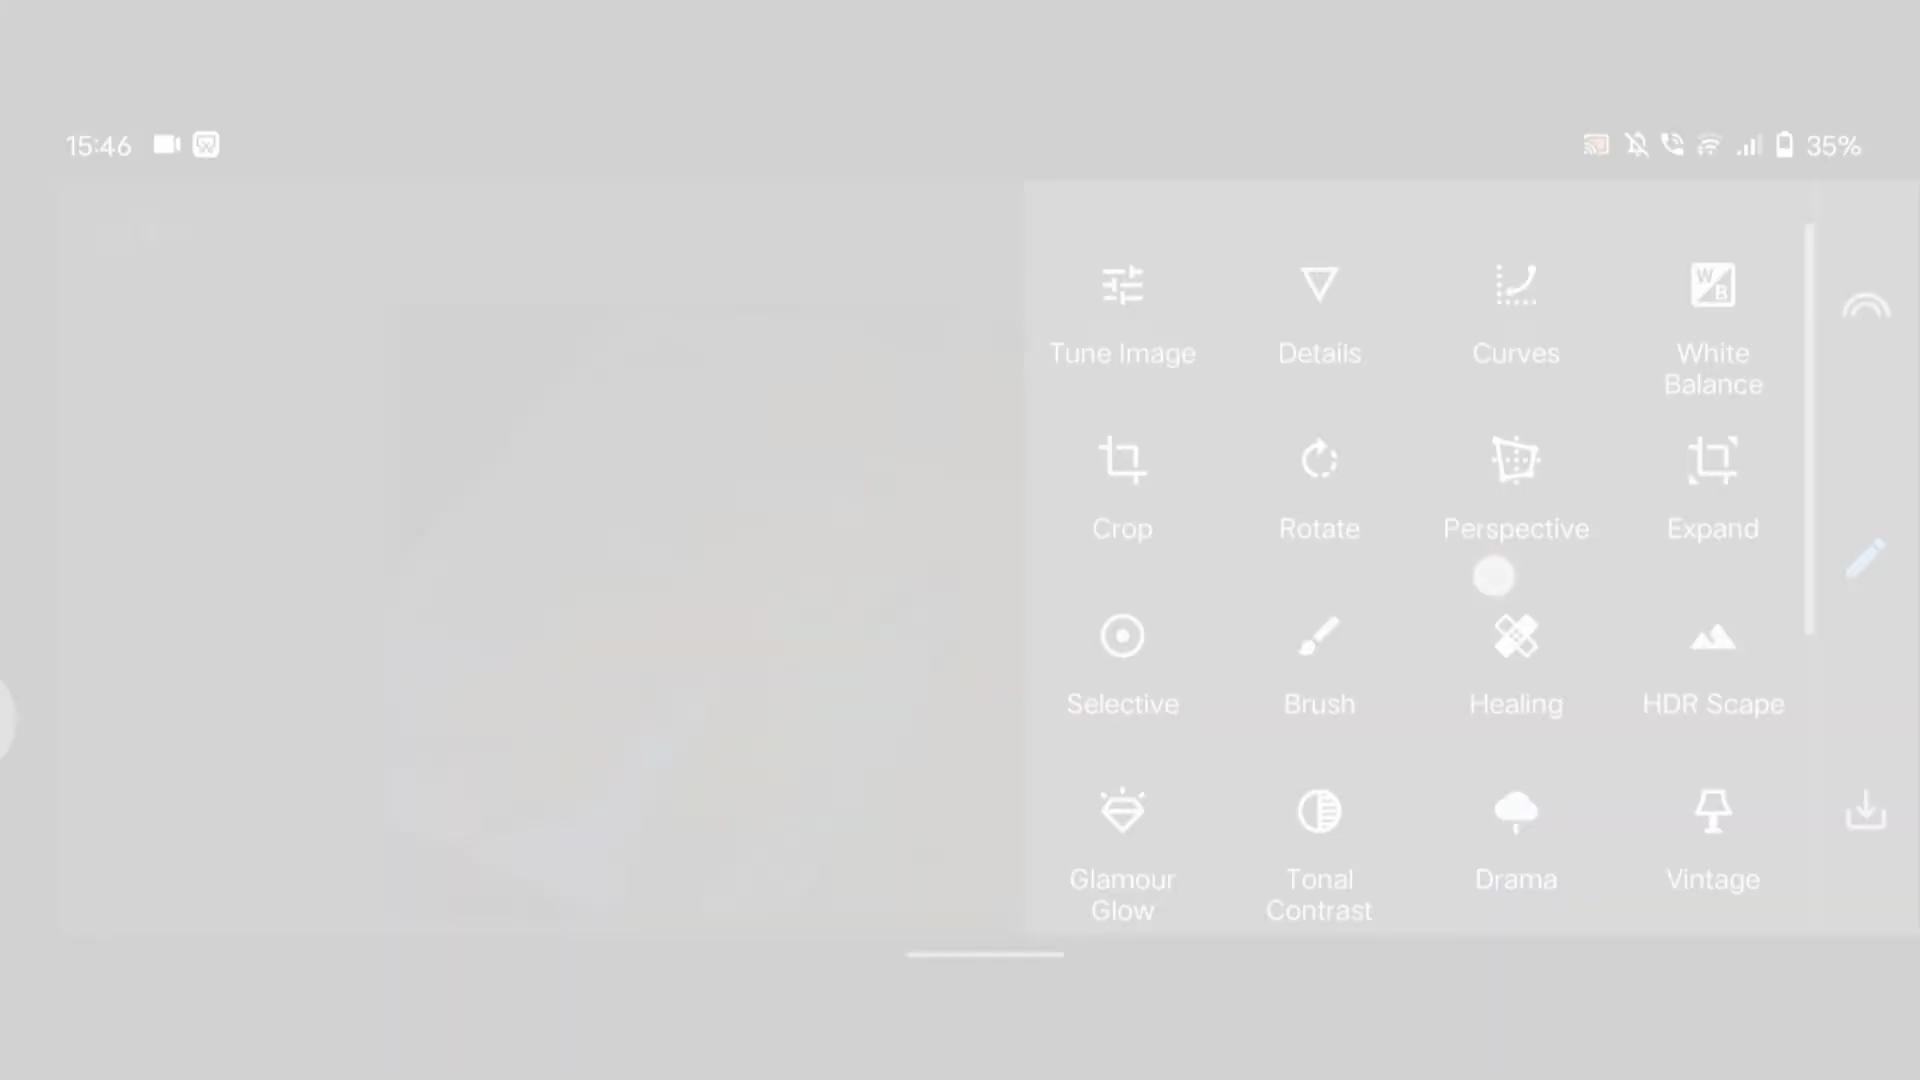 15:46
35%
Tune Image
Details
Curves
White
Balance
Crop
Rotate
Perspective
Expand
Selective
Brush
Healing
HDR Scape
Glamour
Glow
Tonal
Contrast
Drama
Vintage